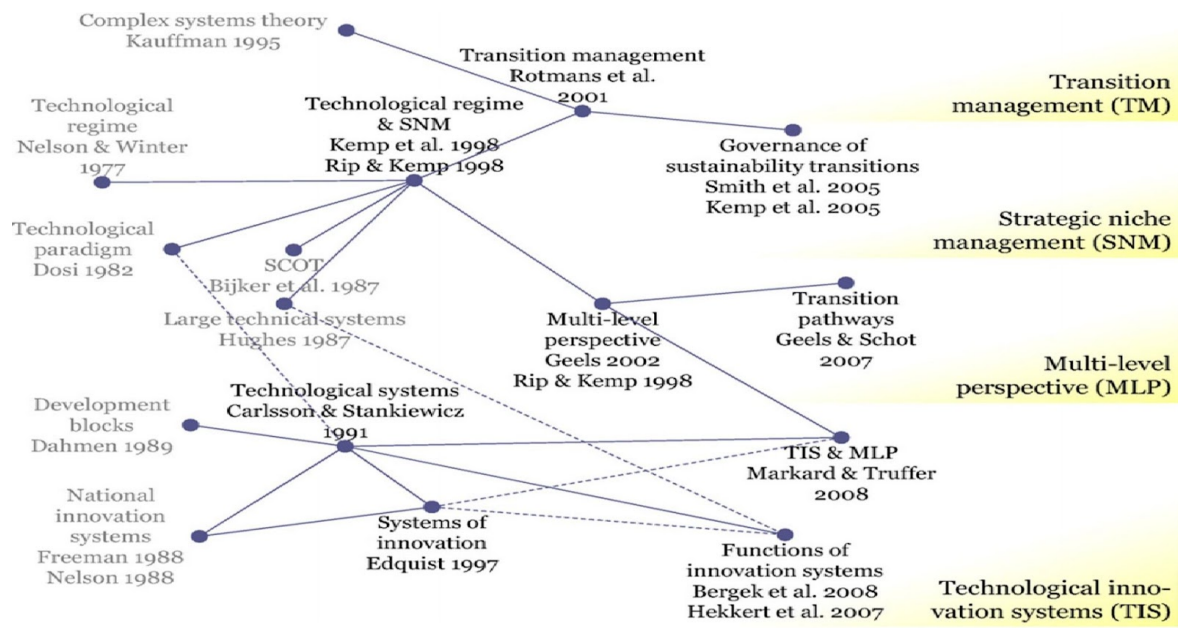 Complex systems theory
Kauffman 1995
Transition management
Rotmans et al.
2001
Transition
management (TM)
Technological
regime
Nelson & Winter
1977
Technological regime
& SNM
Kemp et al. 1998
Rip & Kemp 1998
Governance of
sustainability transitions
Smith et al. 2005
Kemp et al. 2005
Strategic niche
management (SNM)
Technological
paradigm
Dosi 1982
SCOT
Bijker et al. 1987
Large technical systems
Hughes 1987
Multi-level
perspective
Geels 2002
Rip & Kemp 1998
Transition
pathways
Geels & Schot
2007
Multi-level
perspective (MLP)
Technological systems
Carlsson & Stankiewicz
1991
Development
blocks
Dahmen 1989
TIS & MLP
Markard & Truffer
2008
National
innovation
systems
Freeman 1988
Nelson 1988
Systems of
innovation
Edquist 1997
Functions of
innovation systems
Bergek et al. 2008
Hekkert et al. 2007
Technological inno-
vation systems (TIS)